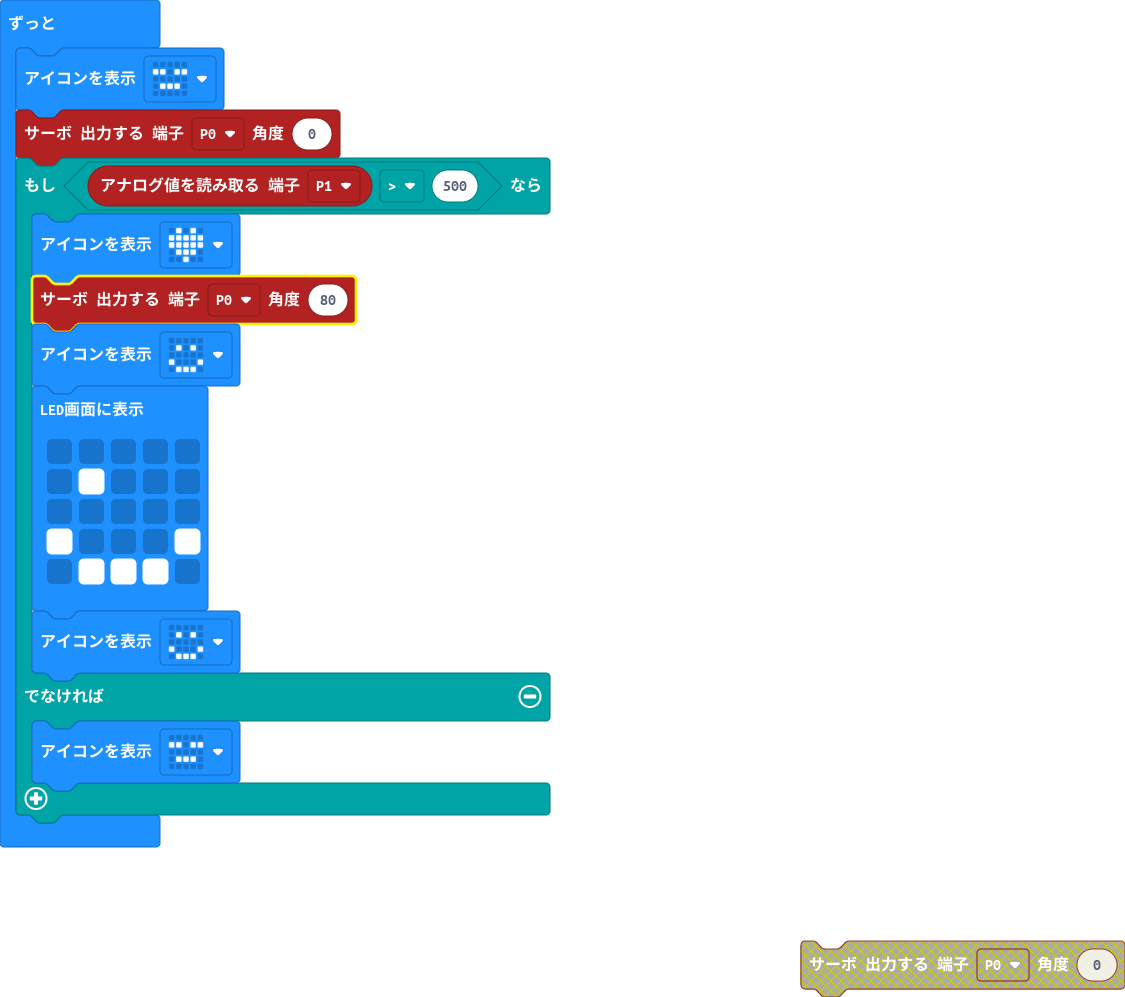 ずっと
アイコンを表示
サーボ 出力する 端子 P0 角度 0
もし アナログ値を読み取る 端子 P1 > 500 なら
アイコンを表示
サーボ 出力する 端子 P0 角度 80
アイコンを表示
LED画面に表示
アイコンを表示
でなければ
アイコンを表示
サーボ 出力する 端子 P0 角度 0